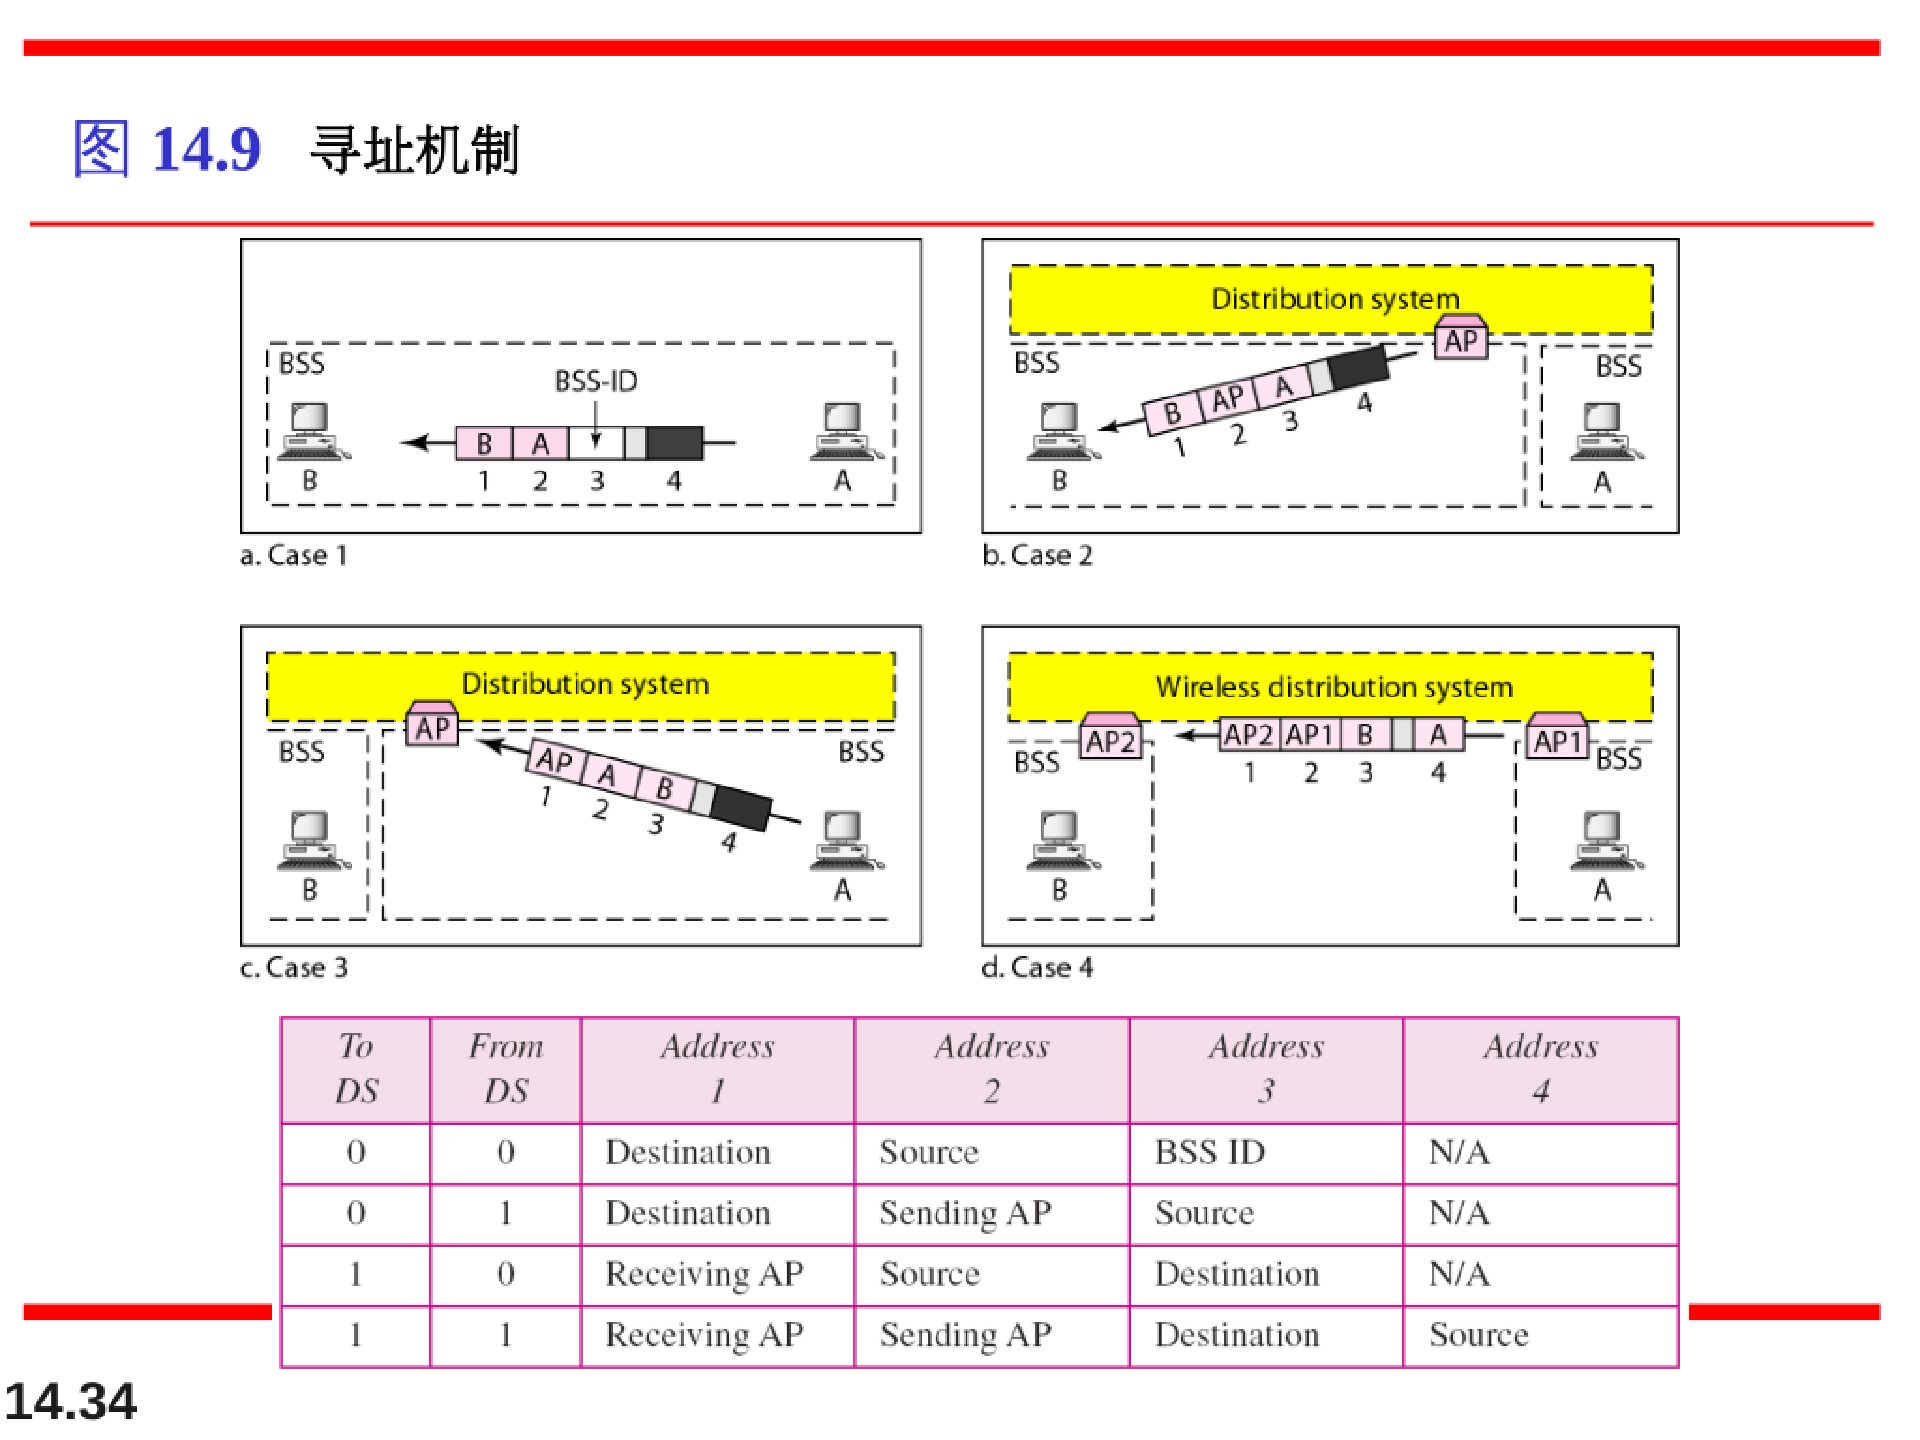 图 14.9 寻址机制
BSS
BSS-ID
B A
1 2 3 4
B A
a. Case 1
Distribution system
AP
BSS
BSS
B AP A
1 2 3 4
B A
b. Case 2
Distribution system
AP
BSS
BSS
AP A B
1 2 3 4
B A
c. Case 3
Wireless distribution system
AP2 AP2 AP1 B A AP1
BSS 1 2 3 4 BSS
B A
d. Case 4
To DS From DS Address 1 Address 2 Address 3 Address 4
0 0 Destination Source BSS ID N/A
0 1 Destination Sending AP Source N/A
1 0 Receiving AP Source Destination N/A
1 1 Receiving AP Sending AP Destination Source
14.34